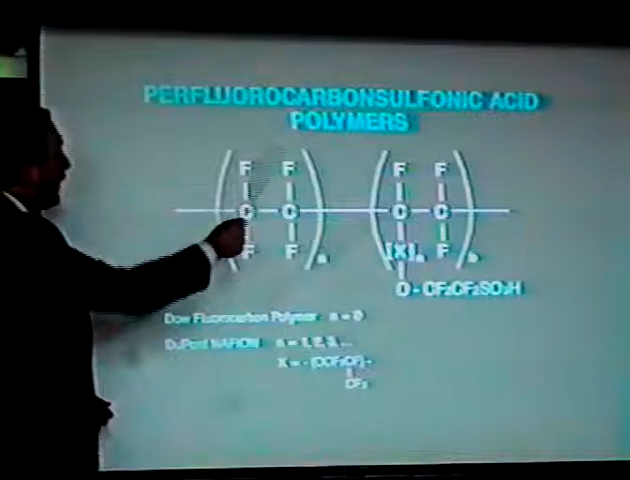 PERFLUOROCARBONSULFONIC ACID
POLYMERS
F F F F
C C C C
F F a [X]n F b
O - CF2CF2SO3H
Dow Fluorocarbon Polymer n = 0
DuPont NAFION n = 1, 2, 3, ...
X = - (OCF2CF) -
CF3